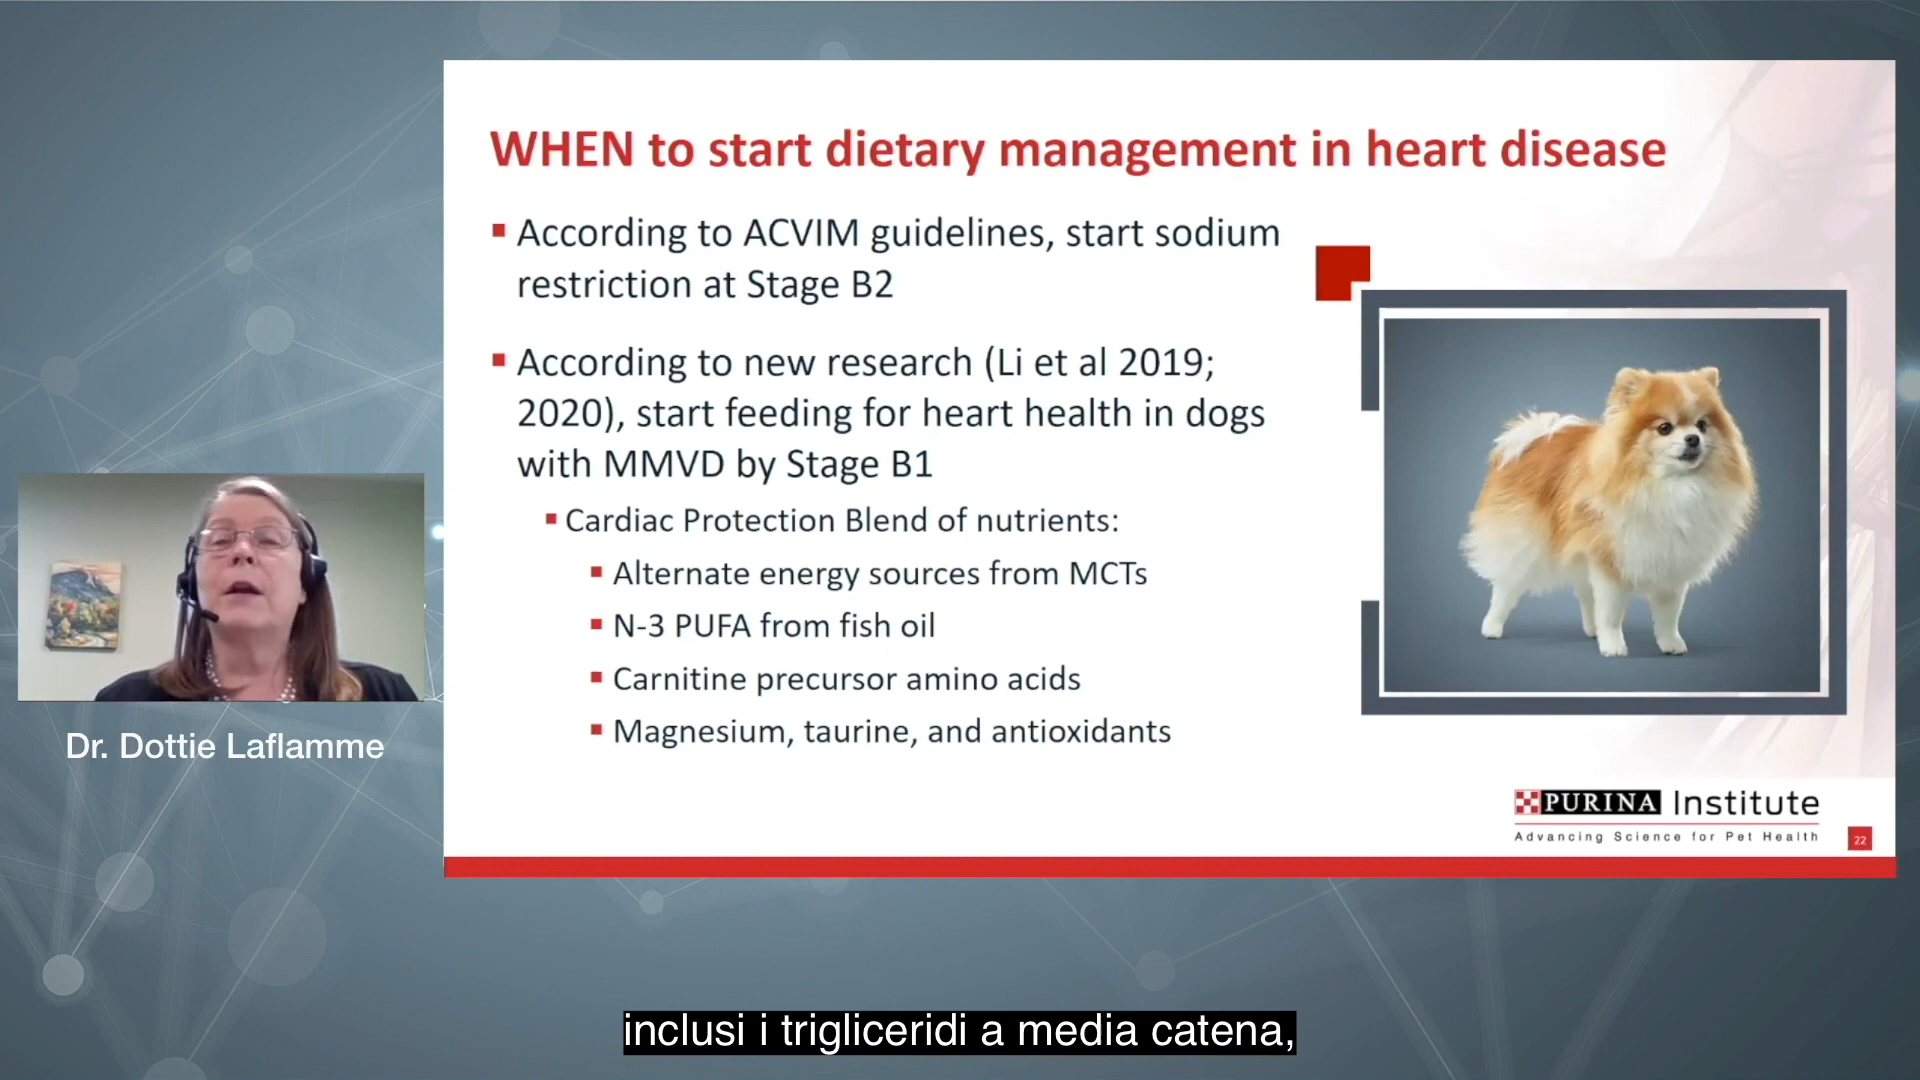 WHEN to start dietary management in heart disease
▪ According to ACVIM guidelines, start sodium
restriction at Stage B2
▪ According to new research (Li et al 2019;
2020), start feeding for heart health in dogs
with MMVD by Stage B1
▪ Cardiac Protection Blend of nutrients:
▪ Alternate energy sources from MCTs
▪ N-3 PUFA from fish oil
▪ Carnitine precursor amino acids
▪ Magnesium, taurine, and antioxidants
Dr. Dottie Laflamme
PURINA Institute
Advancing Science for Pet Health
22
inclusi i trigliceridi a media catena,